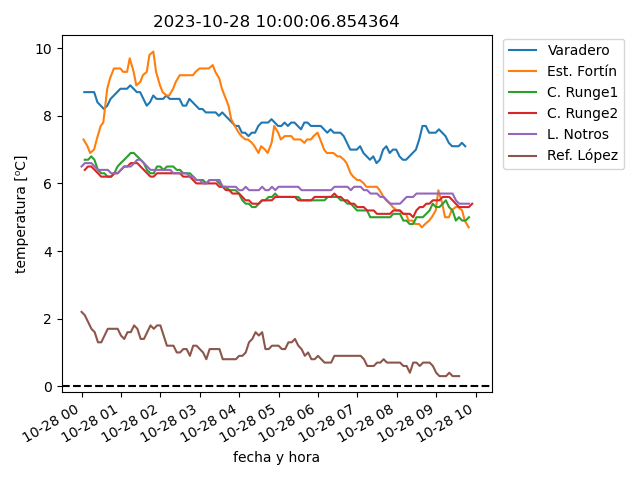 2023-10-28 10:00:06.854364
temperatura [ºC]
10
8
6
4
2
0
10-28 00
10-28 01
10-28 02
10-28 03
10-28 04
10-28 05
10-28 06
10-28 07
10-28 08
10-28 09
10-28 10
fecha y hora
Varadero
Est. Fortín
C. Runge1
C. Runge2
L. Notros
Ref. López